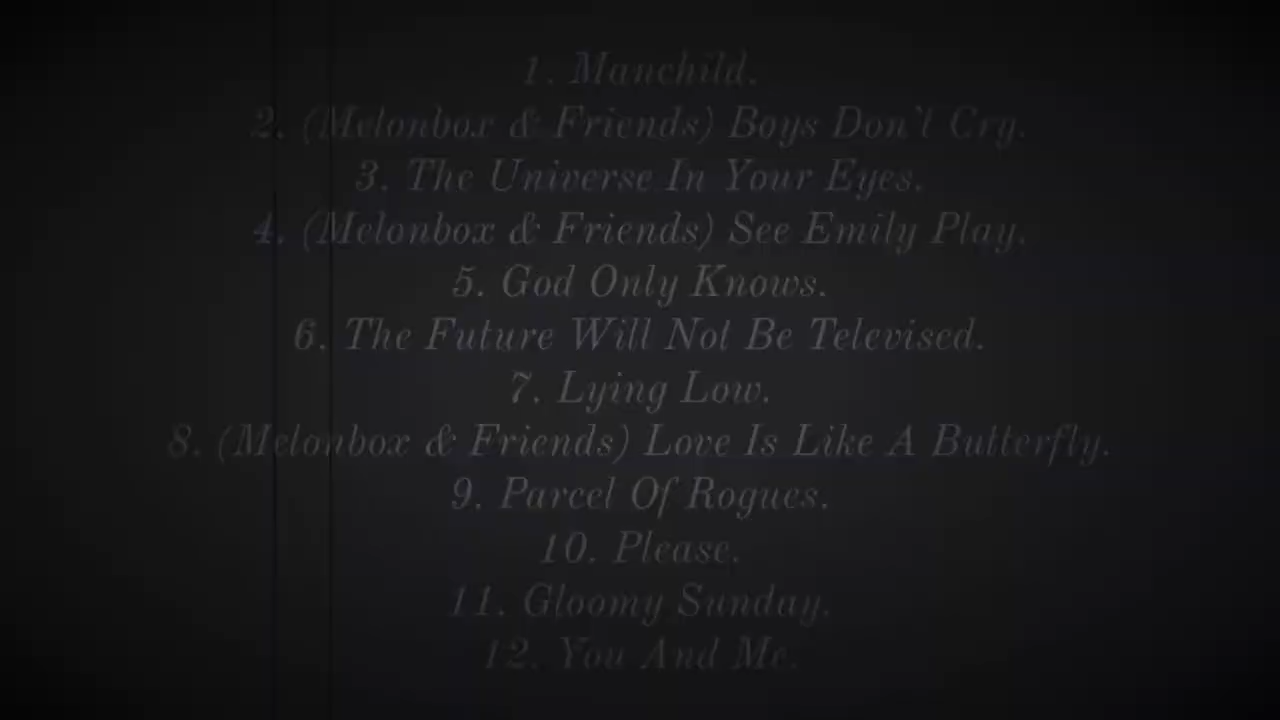 1. Manchild.
2. (Melonbox & Friends) Boys Don't Cry.
3. The Universe In Your Eyes.
4. (Melonbox & Friends) See Emily Play.
5. God Only Knows.
6. The Future Will Not Be Televised.
7. Lying Low.
8. (Melonbox & Friends) Love Is Like A Butterfly.
9. Parcel Of Rogues.
10. Please.
11. Gloomy Sunday.
12. You And Me.